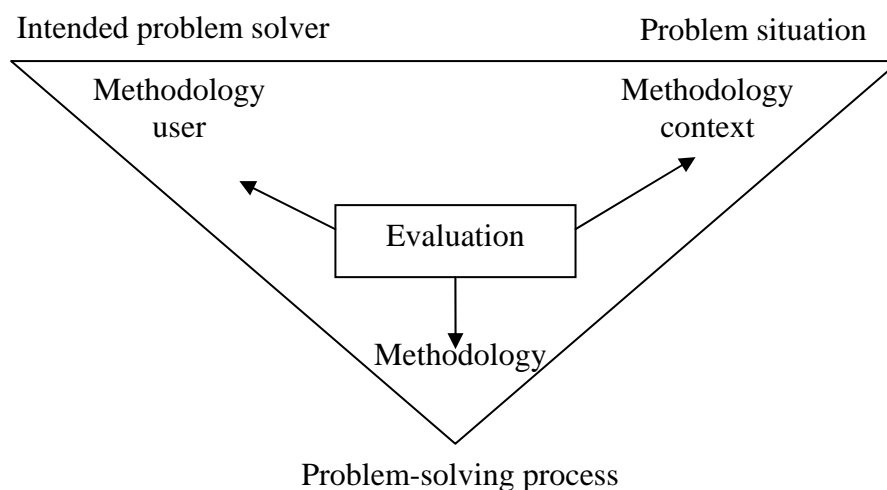 Intended problem solver
Problem situation
Methodology
user
Methodology
context
Evaluation
Methodology
Problem-solving process